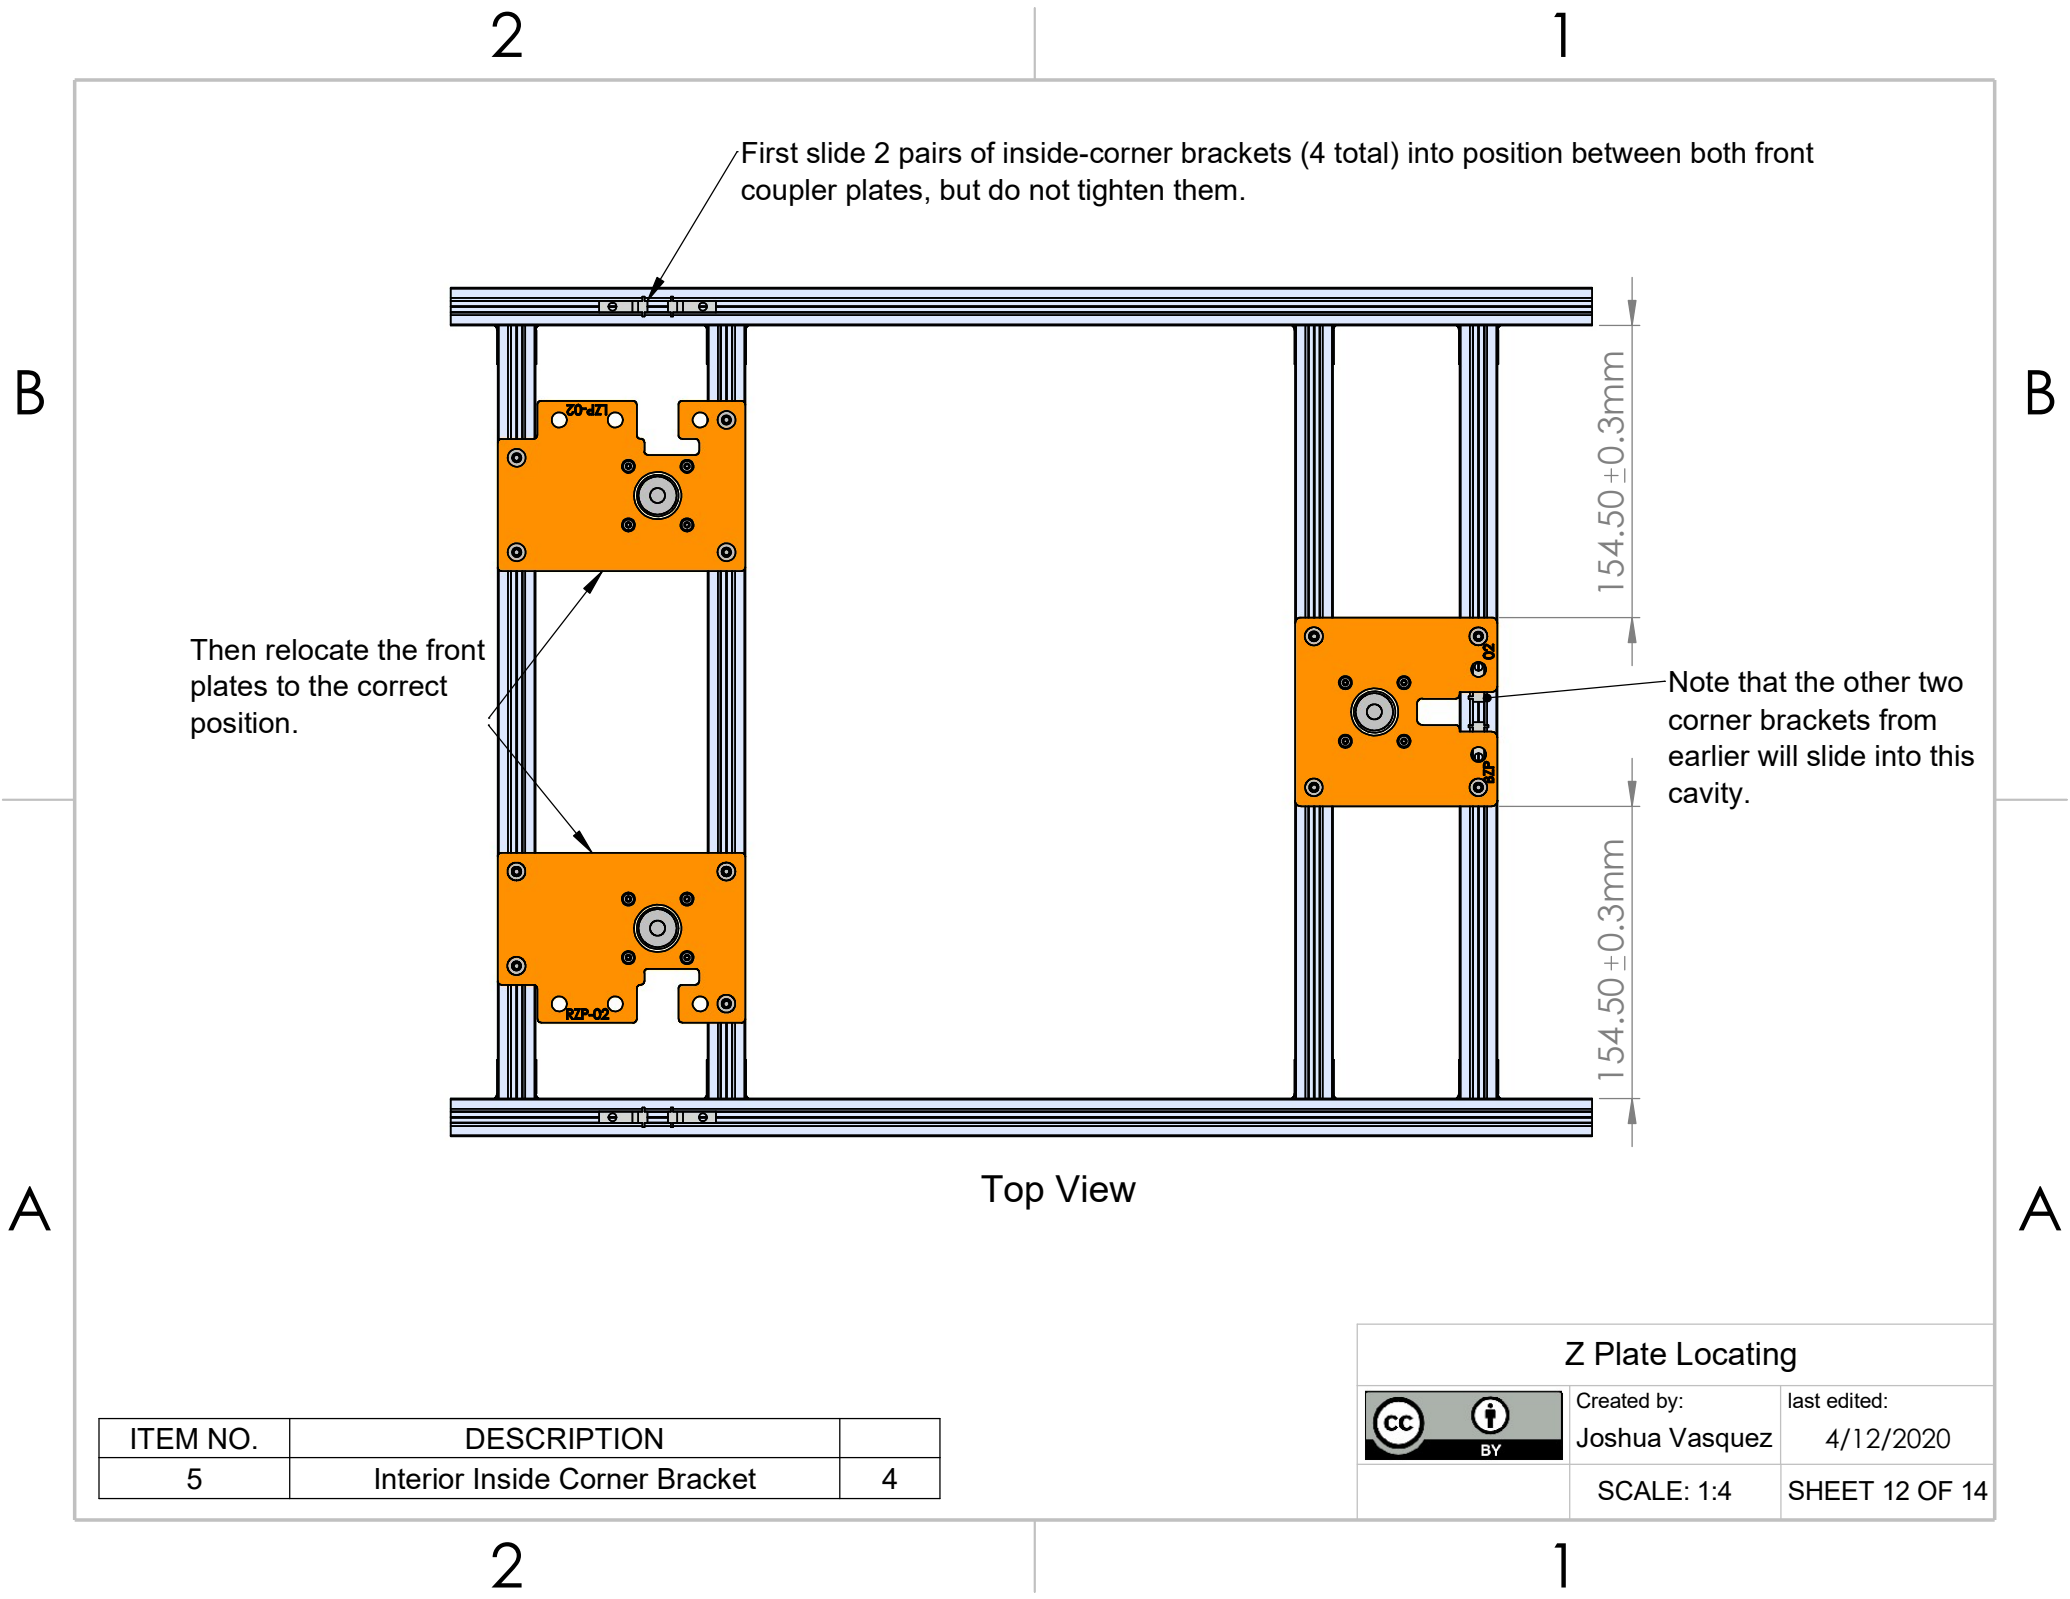 2
1
First slide 2 pairs of inside-corner brackets (4 total) into position between both front
coupler plates, but do not tighten them.
B
B
LZP-02
154.50±0.3mm
Then relocate the front
plates to the correct
position.
02
BZP
Note that the other two
corner brackets from
earlier will slide into this
cavity.
154.50±0.3mm
RZP-02
Top View
A
A
Z Plate Locating
Created by:
Joshua Vasquez
last edited:
4/12/2020
cc
BY
SCALE: 1:4
SHEET 12 OF 14
ITEM NO.
DESCRIPTION
5
Interior Inside Corner Bracket
4
2
1